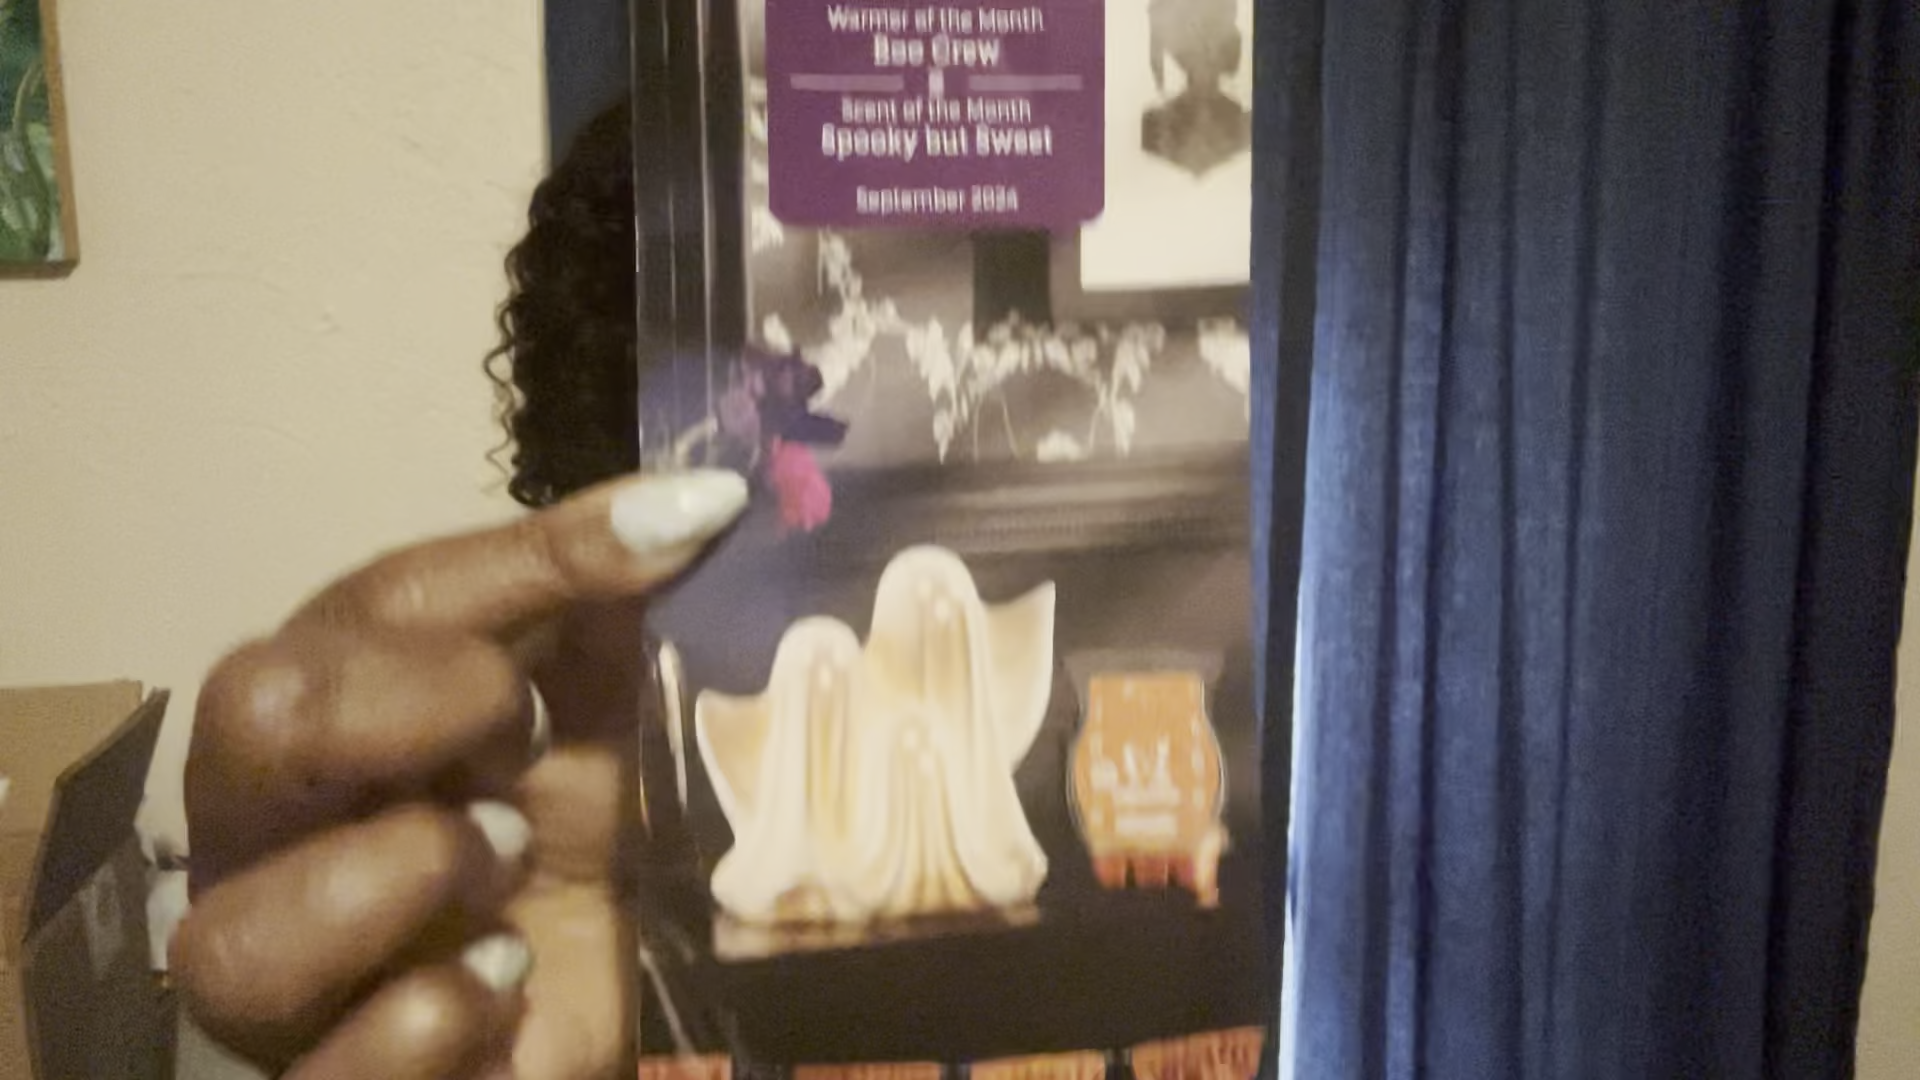 Warmer of the Month
Boo Crew
Scent of the Month
Spooky but Sweet
September 2024